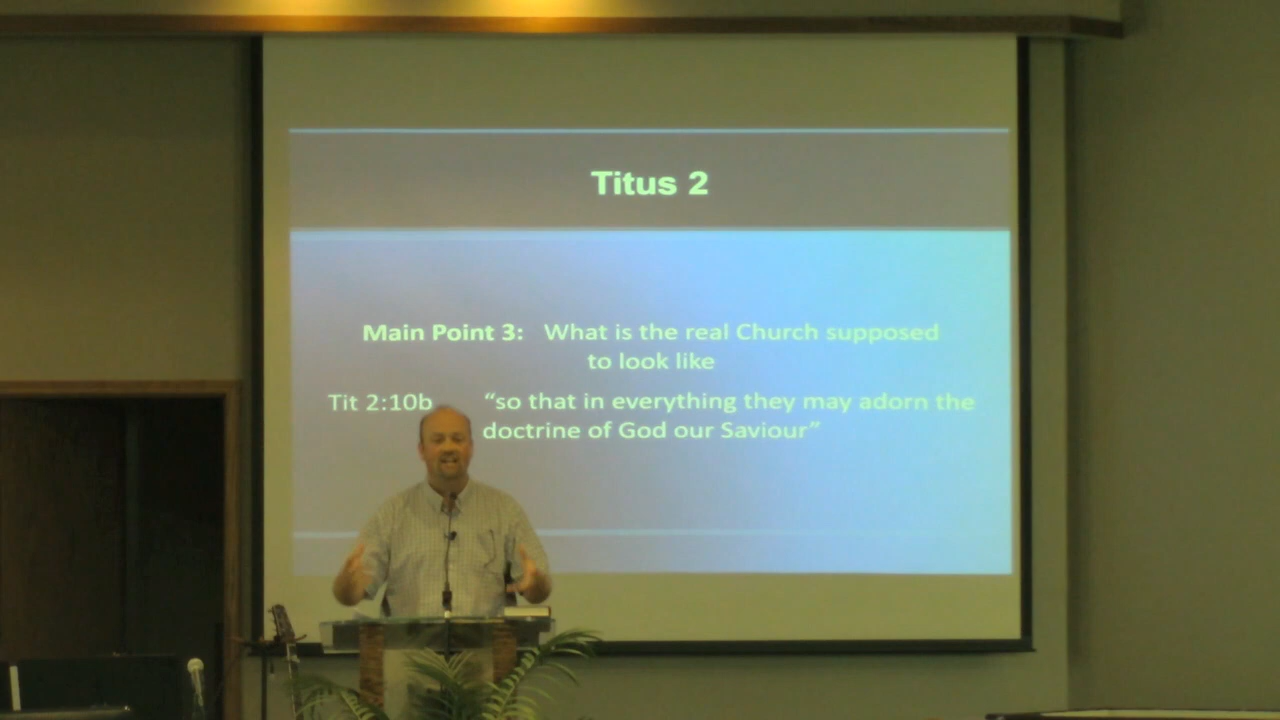 Titus 2
Main Point 3: What is the real Church supposed
to look like
Tit 2:10b “so that in everything they may adorn the
doctrine of God our Saviour”